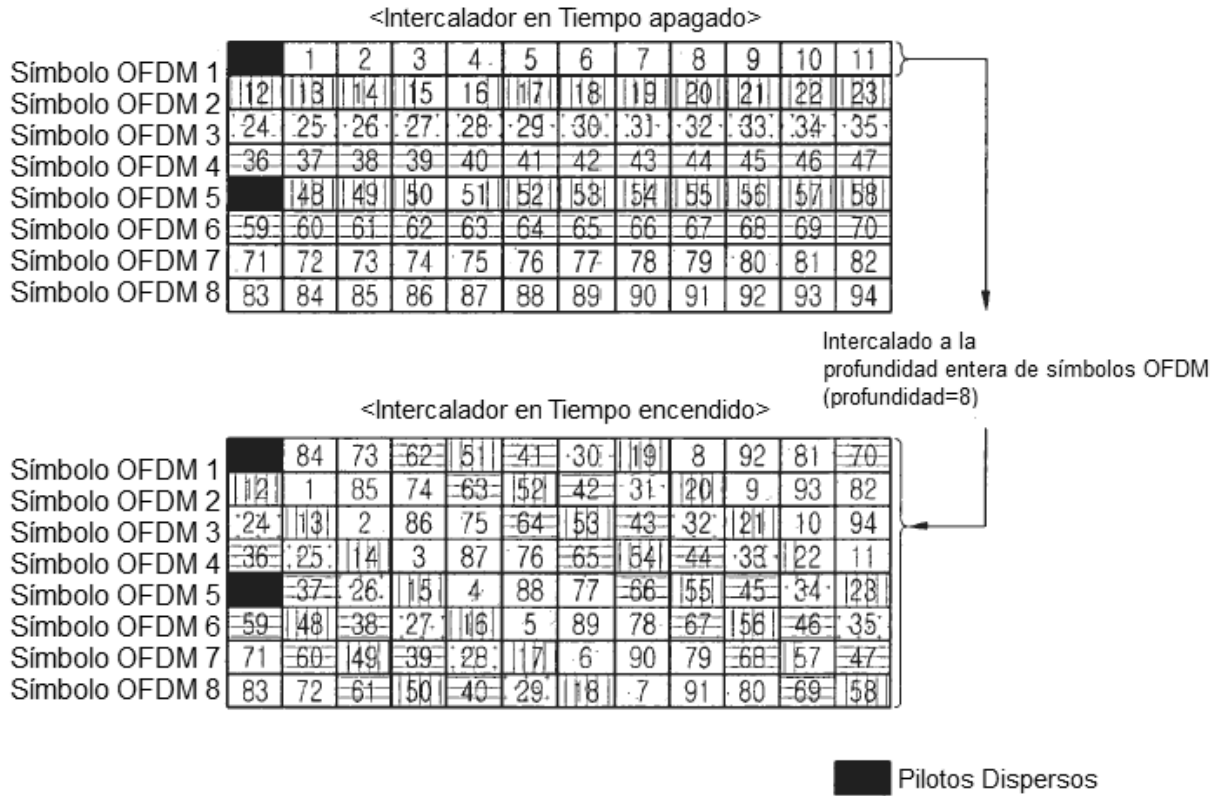 <Intercalador en Tiempo apagado>
Símbolo OFDM 1 1 2 3 4 5 6 7 8 9 10 11
Símbolo OFDM 2 12 13 14 15 16 17 18 19 20 21 22 23
Símbolo OFDM 3 24 25 26 27 28 29 30 31 32 33 34 35
Símbolo OFDM 4 36 37 38 39 40 41 42 43 44 45 46 47
Símbolo OFDM 5 48 49 50 51 52 53 54 55 56 57 58
Símbolo OFDM 6 59 60 61 62 63 64 65 66 67 68 69 70
Símbolo OFDM 7 71 72 73 74 75 76 77 78 79 80 81 82
Símbolo OFDM 8 83 84 85 86 87 88 89 90 91 92 93 94
Intercalado a la
profundidad entera de símbolos OFDM
(profundidad=8)
<Intercalador en Tiempo encendido>
Símbolo OFDM 1 84 73 62 51 41 30 19 8 92 81 70
Símbolo OFDM 2 12 1 85 74 63 52 42 31 20 9 93 82
Símbolo OFDM 3 24 13 2 86 75 64 53 43 32 21 10 94
Símbolo OFDM 4 36 25 14 3 87 76 65 54 44 33 22 11
Símbolo OFDM 5 37 26 15 4 88 77 66 55 45 34 23
Símbolo OFDM 6 59 48 38 27 16 5 89 78 67 56 46 35
Símbolo OFDM 7 71 60 49 39 28 17 6 90 79 68 57 47
Símbolo OFDM 8 83 72 61 50 40 29 18 7 91 80 69 58
Pilotos Dispersos